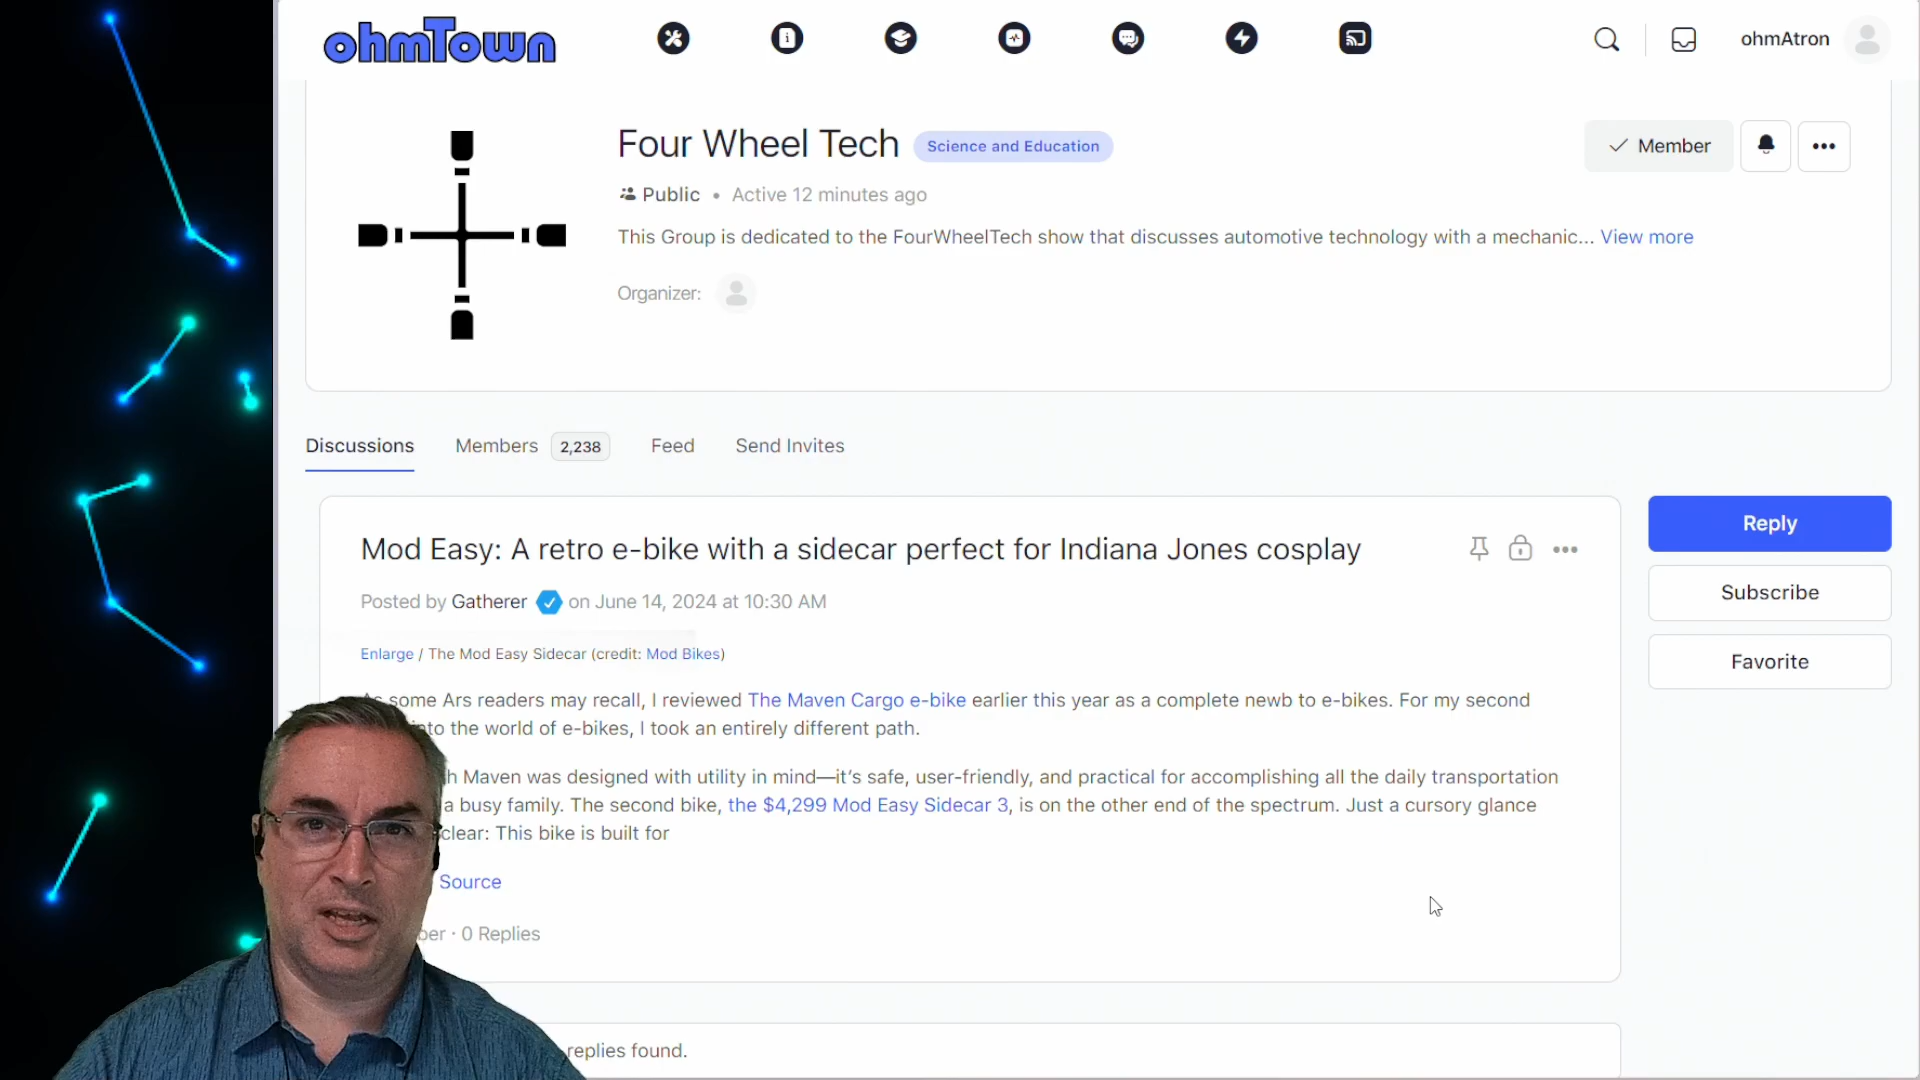 ohmTown
ohmAtron
Four Wheel Tech
Science and Education
Member
Public • Active 12 minutes ago
This Group is dedicated to the FourWheelTech show that discusses automotive technology with a mechanic... View more
Organizer:
Discussions
Members 2,238
Feed
Send Invites
Mod Easy: A retro e-bike with a sidecar perfect for Indiana Jones cosplay
Reply
Posted by Gatherer on June 14, 2024 at 10:30 AM
Subscribe
Enlarge / The Mod Easy Sidecar (credit: Mod Bikes)
Favorite
some Ars readers may recall, I reviewed The Maven Cargo e-bike earlier this year as a complete newb to e-bikes. For my second
into the world of e-bikes, I took an entirely different path.
Maven was designed with utility in mind—it's safe, user-friendly, and practical for accomplishing all the daily transportation
a busy family. The second bike, the $4,299 Mod Easy Sidecar 3, is on the other end of the spectrum. Just a cursory glance
clear: This bike is built for
Source
· 0 Replies
replies found.